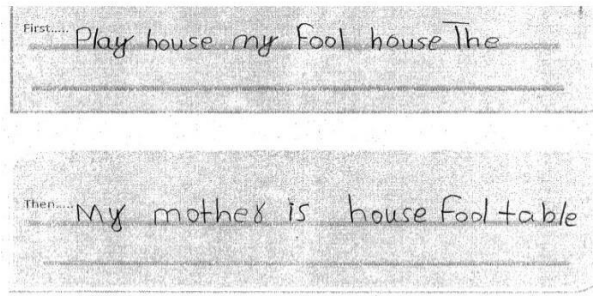 First..... Play house my Fool house The
Then..... My mother is house Fool table